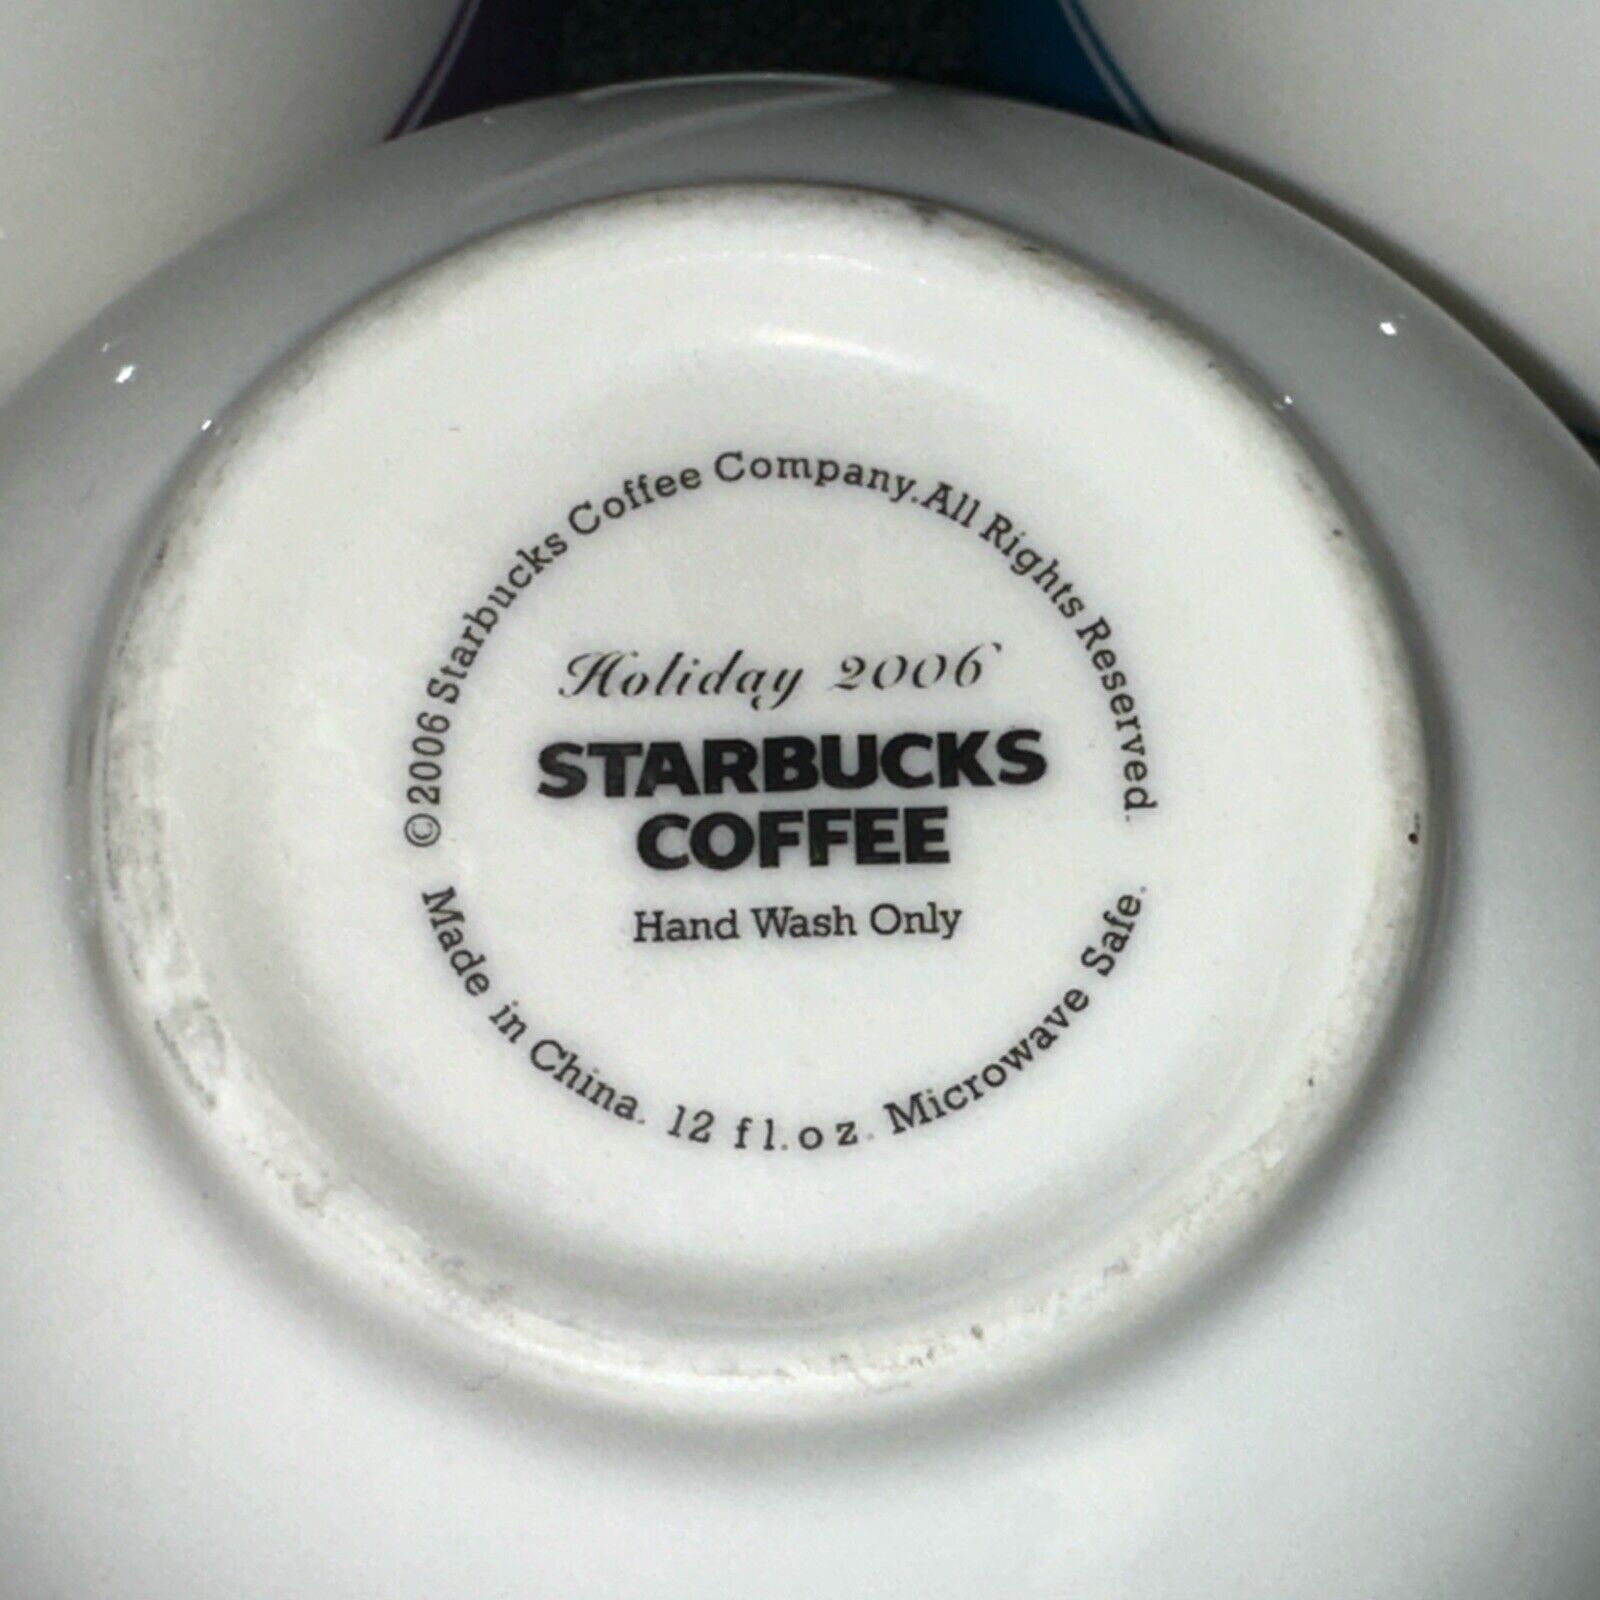 ©2006 Starbucks Coffee Company. All Rights Reserved.
Holiday 2006
STARBUCKS
COFFEE
Hand Wash Only
Made in China. 12 fl.oz. Microwave Safe.